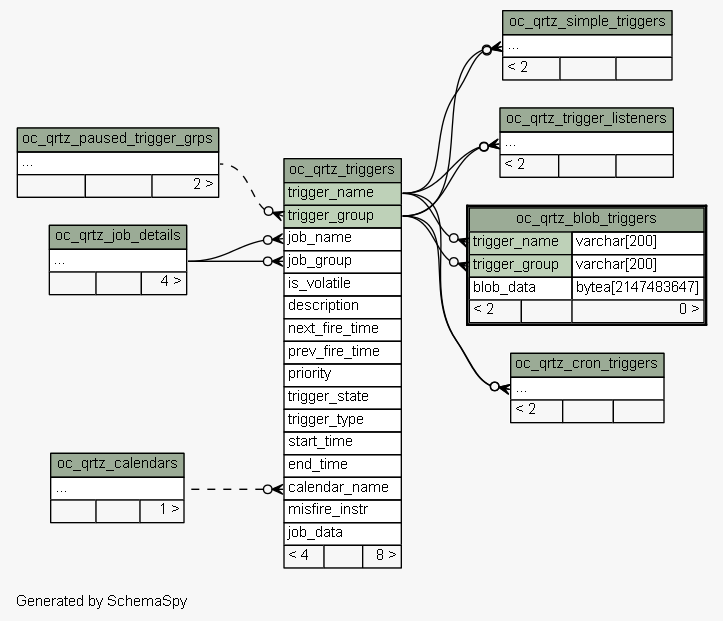 oc_qrtz_simple_triggers
...
< 2
oc_qrtz_trigger_listeners
...
< 2
oc_qrtz_paused_trigger_grps
...
2 >
oc_qrtz_triggers
trigger_name
trigger_group
job_name
job_group
is_volatile
description
next_fire_time
prev_fire_time
priority
trigger_state
trigger_type
start_time
end_time
calendar_name
misfire_instr
job_data
< 4 8 >
oc_qrtz_job_details
...
4 >
oc_qrtz_blob_triggers
trigger_name varchar[200]
trigger_group varchar[200]
blob_data bytea[2147483647]
< 2 0 >
oc_qrtz_cron_triggers
...
< 2
oc_qrtz_calendars
...
1 >
Generated by SchemaSpy